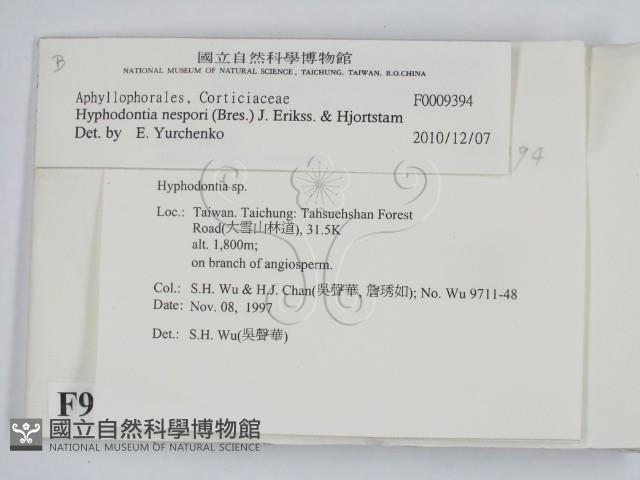 B
國立自然科學博物館
NATIONAL MUSEUM OF NATURAL SCIENCE, TAICHUNG, TAIWAN, R.O.CHINA
Aphyllophorales, Corticiaceae F0009394
Hyphodontia nespori (Bres.) J. Erikss. & Hjortstam
Det. by E. Yurchenko 2010/12/07
94
Hyphodontia sp.
Loc.: Taiwan. Taichung: Tahsuehshan Forest
Road(大雪山林道), 31.5K
alt. 1,800m;
on branch of angiosperm.
Col.: S.H. Wu & H.J. Chan(吳聲華, 詹琇如); No. Wu 9711-48
Date: Nov. 08, 1997
Det.: S.H. Wu(吳聲華)
F9
國立自然科學博物館
NATIONAL MUSEUM OF NATURAL SCIENCE